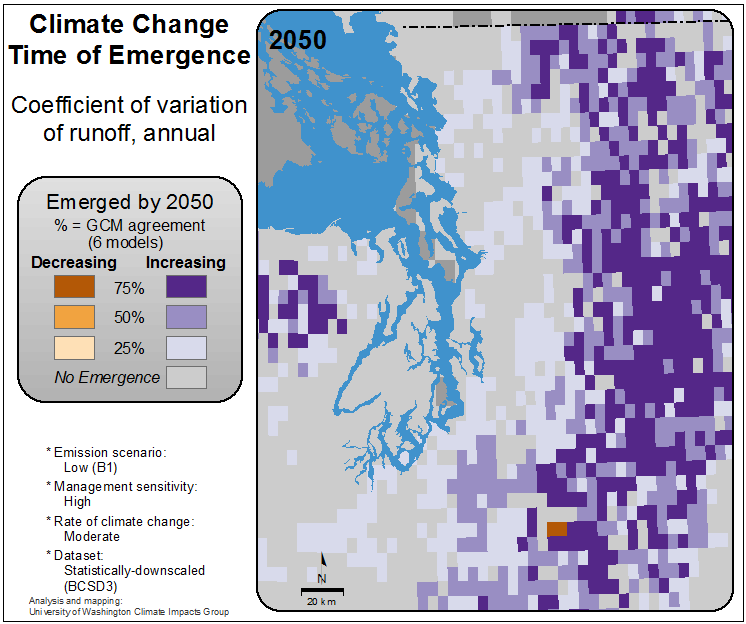 Climate Change
Time of Emergence
Coefficient of variation
of runoff, annual
Emerged by 2050
% = GCM agreement
(6 models)
Decreasing Increasing
75%
50%
25%
No Emergence
* Emission scenario:
Low (B1)
* Management sensitivity:
High
* Rate of climate change:
Moderate
* Dataset:
Statistically-downscaled
(BCSD3)
Analysis and mapping:
University of Washington Climate Impacts Group
2050
N
20 km